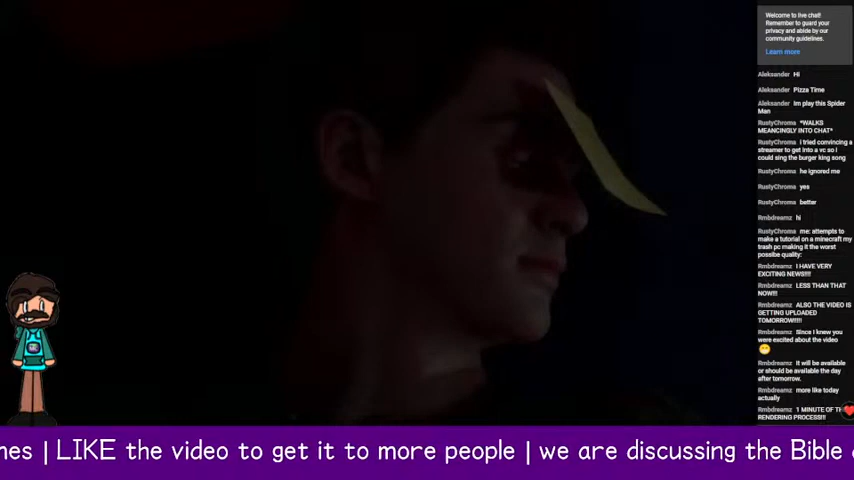 Welcome to live chat!
Remember to guard your
privacy and abide by our
community guidelines.
Learn more
Aleksander Hi
Aleksander Pizza Time
Aleksander Im play this Spider
Man
RustyChroma *WALKS
MEANCINGLY INTO CHAT*
RustyChroma i tried convincing a
streamer to get into a vc so i
could sing the burger king song
RustyChroma he ignored me
RustyChroma yes
RustyChroma better
Rmbdreamz hi
RustyChroma me: attempts to
make a tutorial on a minecraft my
trash pc making it the worst
possibe quality:
Rmbdreamz I HAVE VERY
EXCITING NEWS!!!!
Rmbdreamz LESS THAN THAT
NOW!!!
Rmbdreamz ALSO THE VIDEO IS
GETTING UPLOADED
TOMORROW!!!!!
Rmbdreamz Since I knew you
were excited about the video
😁
Rmbdreamz It will be available
or should be available the day
after tomorrow.
Rmbdreamz more like today
actually
Rmbdreamz 1 MINUTE OF
RENDERING PROCESS!!!
nes | LIKE the video to get it to more people | we are discussing the Bible